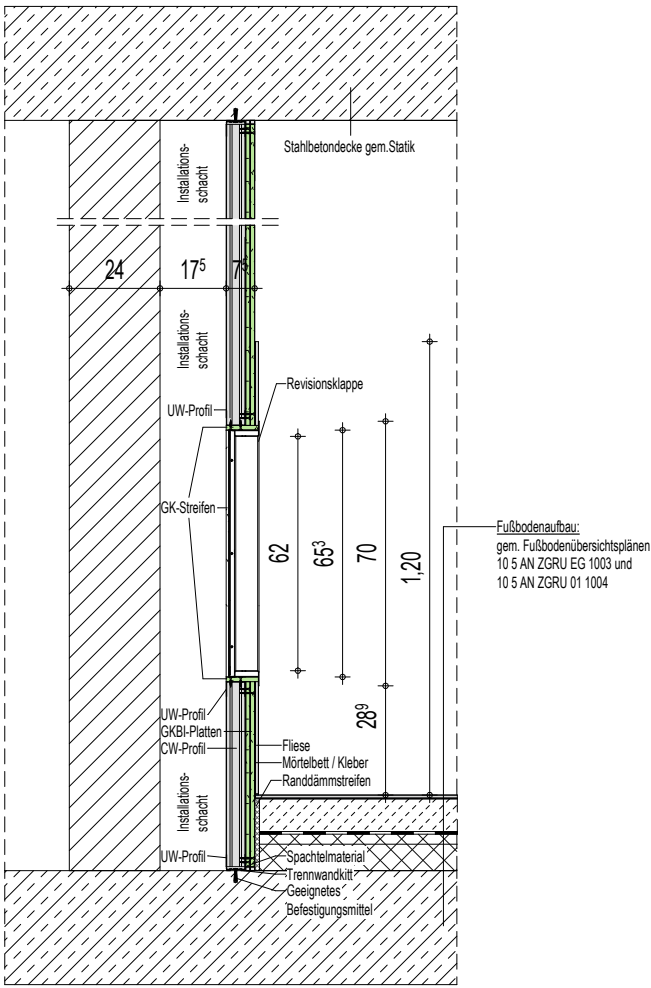 Stahlbetondecke gem.Statik
Installations-
schacht
24
17⁵
7⁵
Installations-
schacht
Revisionsklappe
UW-Profil
GK-Streifen
62
65³
70
1,20
Fußbodenaufbau:
gem. Fußbodenübersichtsplänen
10 5 AN ZGRU EG 1003 und
10 5 AN ZGRU 01 1004
28⁹
UW-Profil
GKBI-Platten
CW-Profil
Fliese
Mörtelbett / Kleber
Randdämmstreifen
Installations-
schacht
UW-Profil
Spachtelmaterial
Trennwandkitt
Geeignetes
Befestigungsmittel